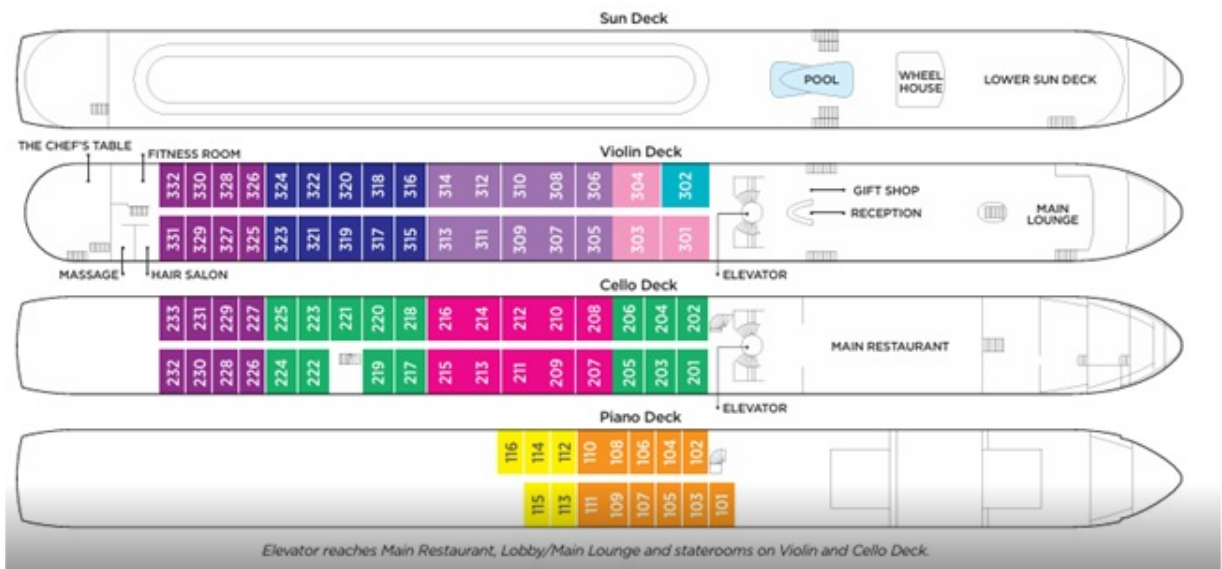 Sun Deck
POOL
WHEEL
HOUSE
LOWER SUN DECK
THE CHEF'S TABLE
FITNESS ROOM
Violin Deck
332 330 328 326 324 322 320 318 316 314 312 310 308 306 304 302
GIFT SHOP
RECEPTION
MAIN
LOUNGE
331 329 327 325 323 321 319 317 315 313 311 309 307 305 303 301
MASSAGE
HAIR SALON
ELEVATOR
Cello Deck
233 231 229 227 225 223 221 220 218 216 214 212 210 208 206 204 202
MAIN RESTAURANT
232 230 228 226 224 222 219 217 215 213 211 209 207 205 203 201
ELEVATOR
Piano Deck
116 114 112 110 108 106 104 102
115 113 111 109 107 105 103 101
Elevator reaches Main Restaurant, Lobby/Main Lounge and staterooms on Violin and Cello Deck.